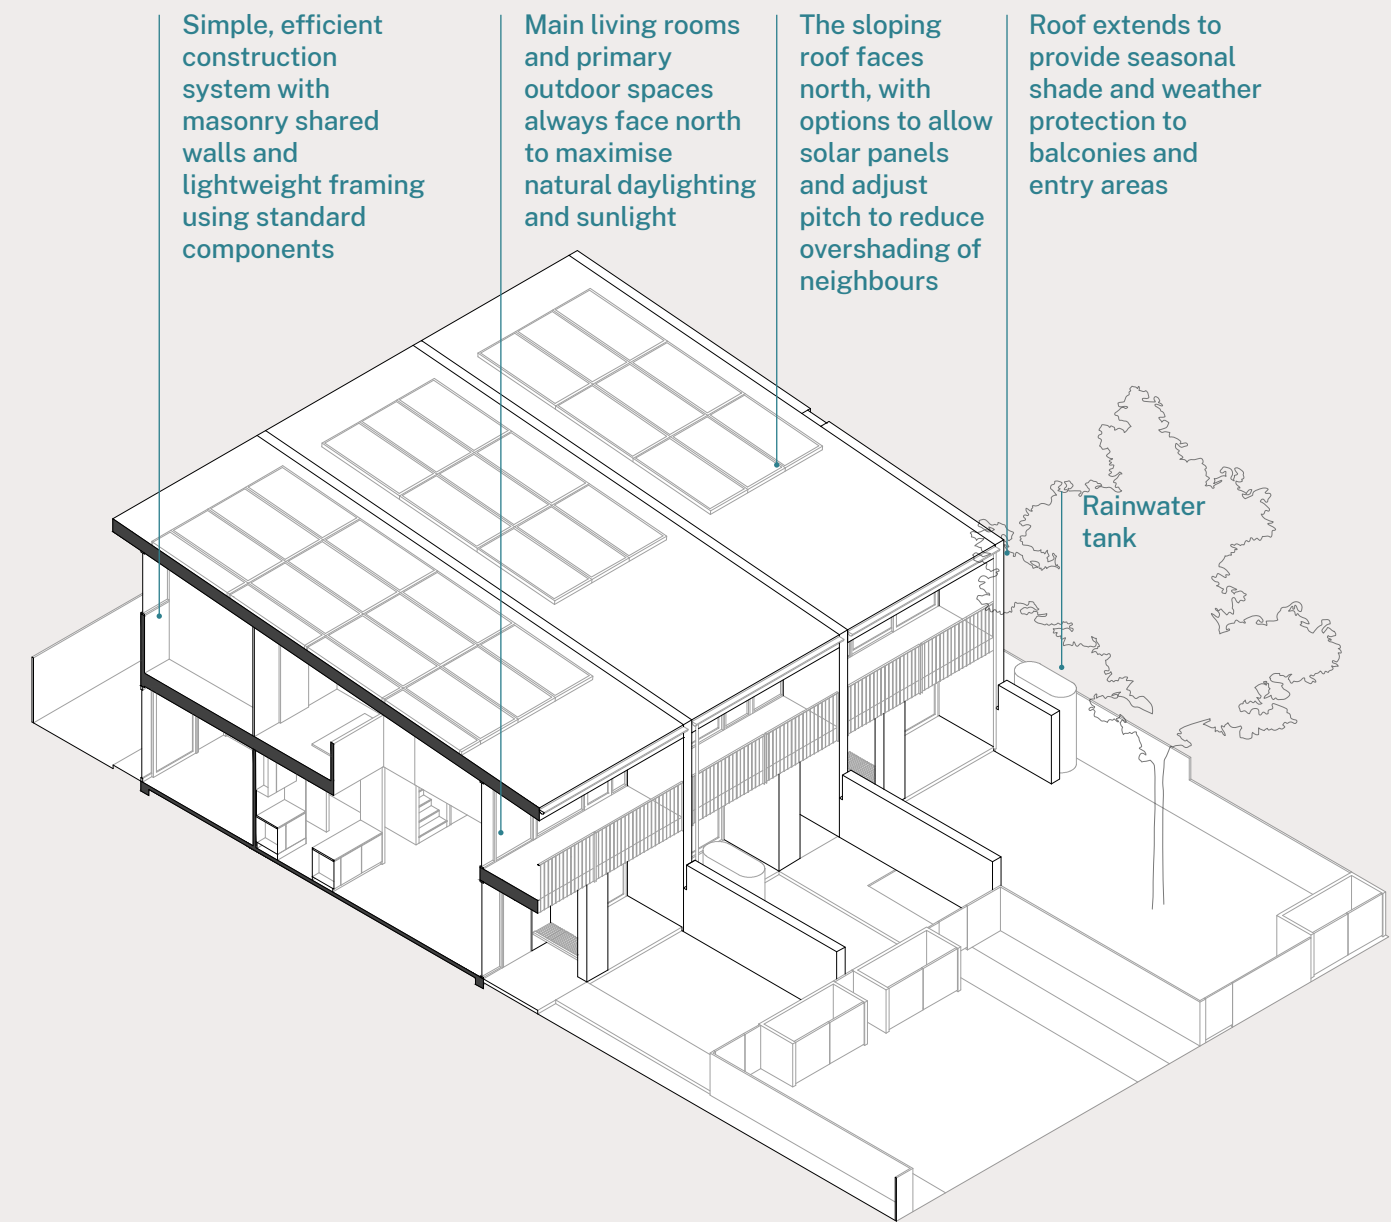 Simple, efficient
construction
system with
masonry shared
walls and
lightweight framing
using standard
components
Main living rooms
and primary
outdoor spaces
always face north
to maximise
natural daylighting
and sunlight
The sloping
roof faces
north, with
options to allow
solar panels
and adjust
pitch to reduce
overshading of
neighbours
Roof extends to
provide seasonal
shade and weather
protection to
balconies and
entry areas
Rainwater
tank